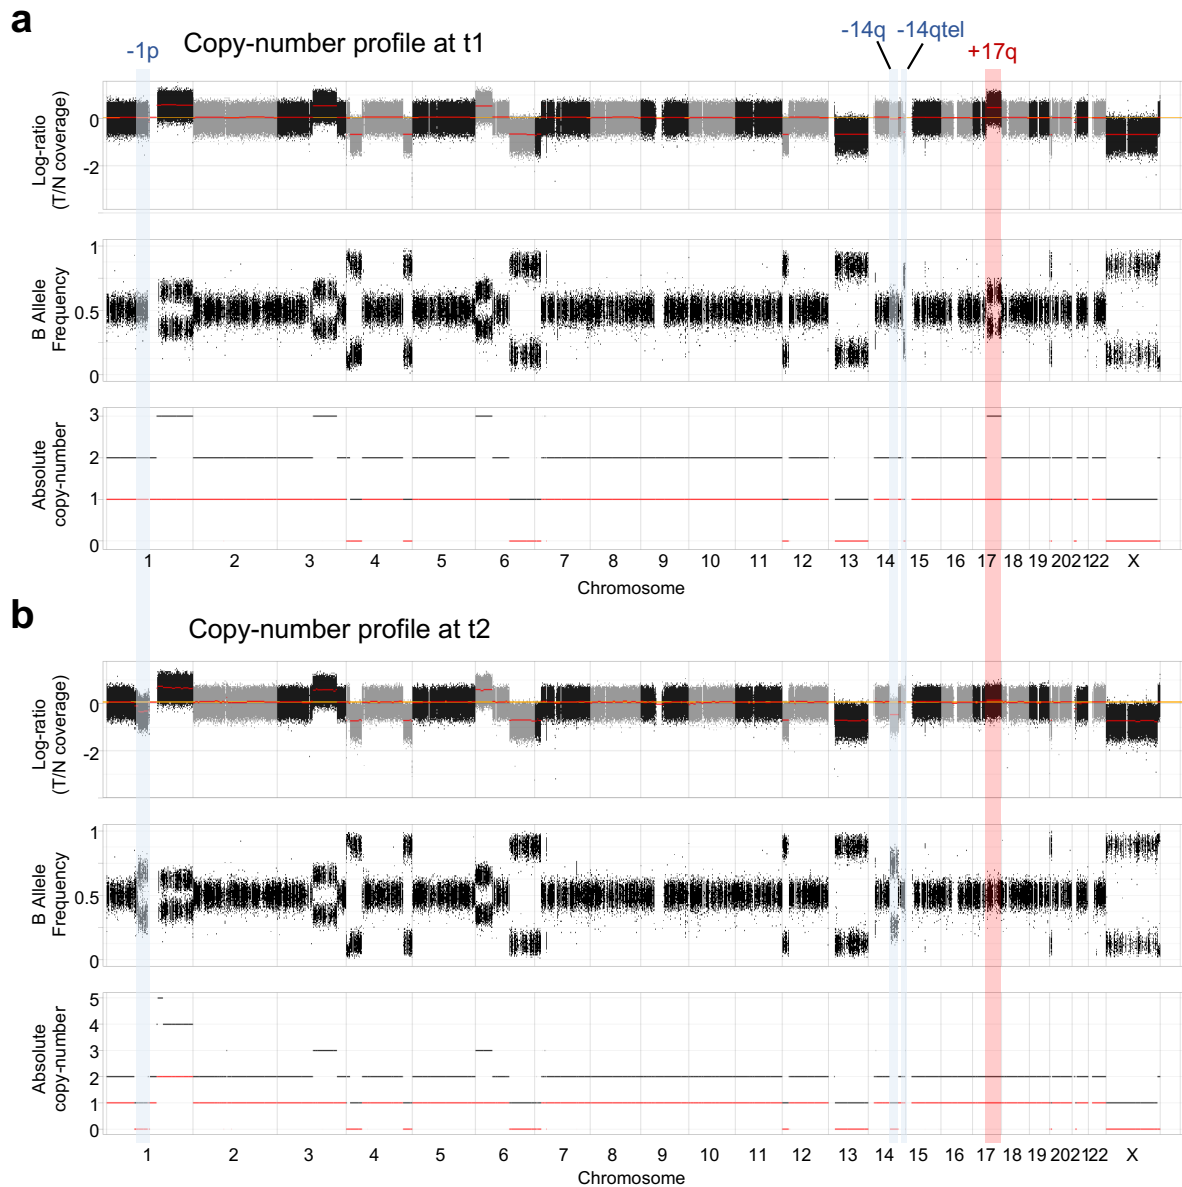 a
Copy-number profile at t1
-1p
-14q
-14qtel
+17q
Log-ratio
(T/N coverage)
0
-2
B Allele
Frequency
1
0.5
0
Absolute
copy-number
3
2
1
0
1 2 3 4 5 6 7 8 9 10 11 12 13 14 15 16 17 18 19 20 21 22 X
Chromosome
b
Copy-number profile at t2
Log-ratio
(T/N coverage)
0
-2
B Allele
Frequency
1
0.5
0
Absolute
copy-number
5
4
3
2
1
0
1 2 3 4 5 6 7 8 9 10 11 12 13 14 15 16 17 18 19 20 21 22 X
Chromosome